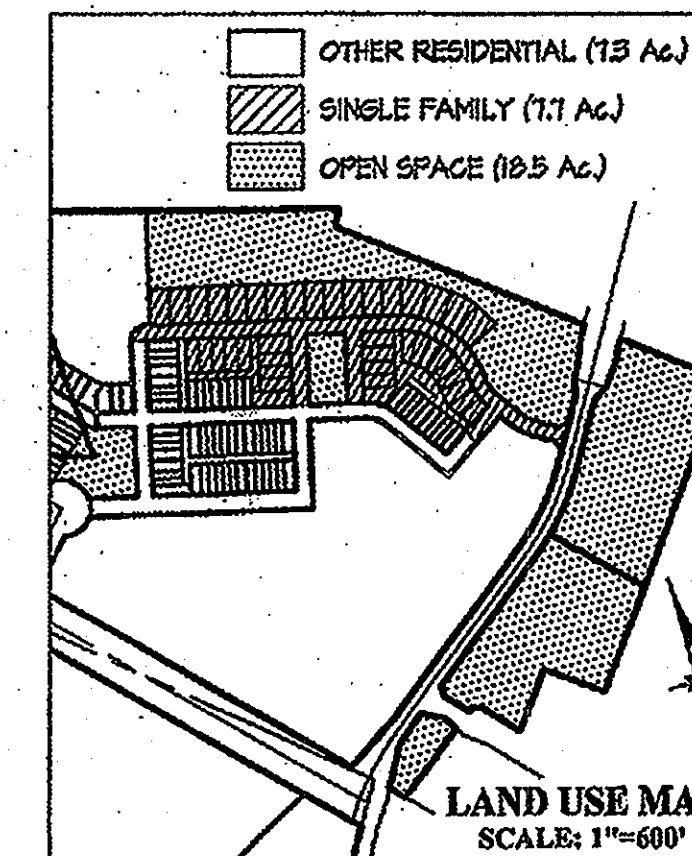 OTHER RESIDENTIAL (7.3 Ac.)
SINGLE FAMILY (7.7 Ac.)
OPEN SPACE (18.5 Ac.)
LAND USE MA
SCALE: 1"=600'